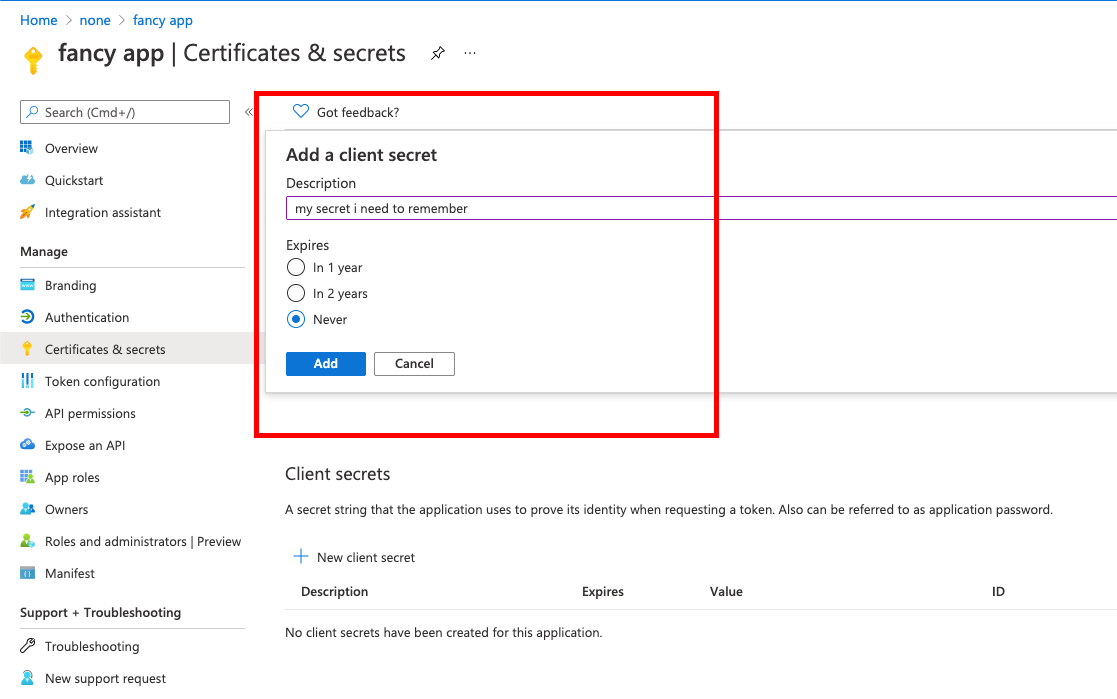 Home > none > fancy app
fancy app | Certificates & secrets
Search (Cmd+/)
Overview
Quickstart
Integration assistant
Manage
Branding
Authentication
Certificates & secrets
Token configuration
API permissions
Expose an API
App roles
Owners
Roles and administrators | Preview
Manifest
Support + Troubleshooting
Troubleshooting
New support request
Got feedback?
Add a client secret
Description
my secret i need to remember
Expires
In 1 year
In 2 years
Never
Add Cancel
Client secrets
A secret string that the application uses to prove its identity when requesting a token. Also can be referred to as application password.
New client secret
Description Expires Value ID
No client secrets have been created for this application.